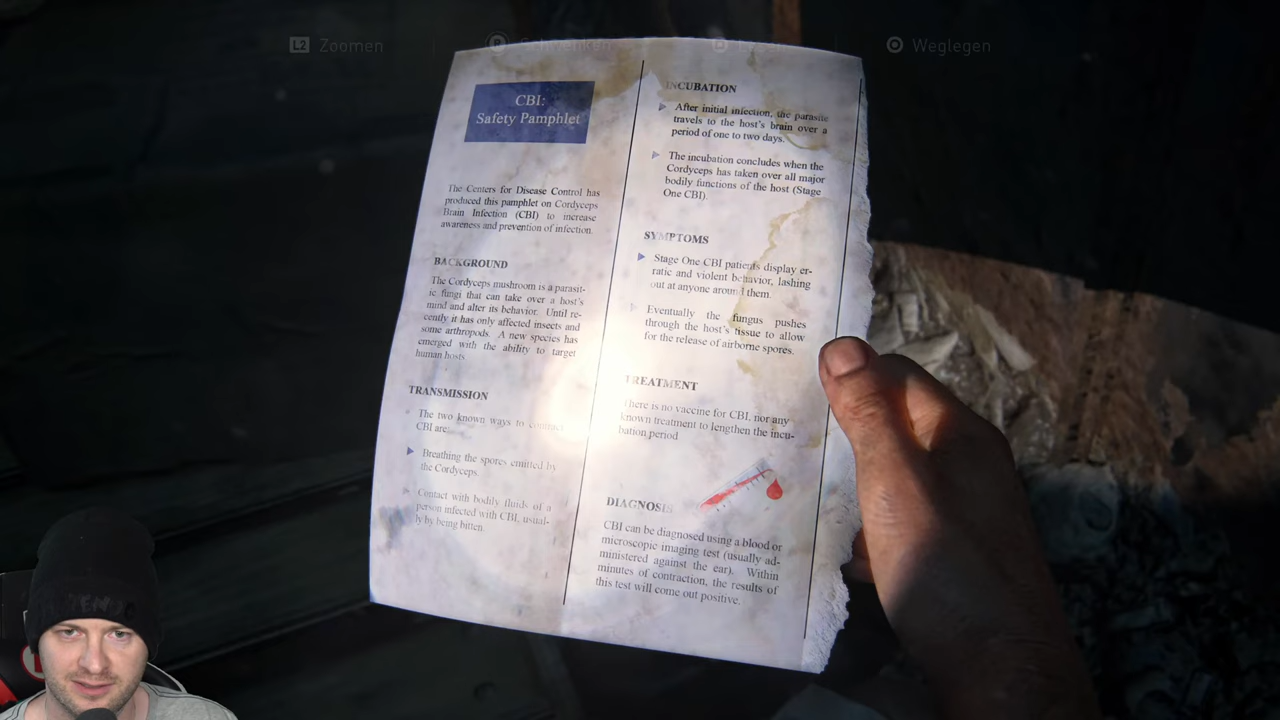 L2 Zoomen
R
Weglegen
CBI:
Safety Pamphlet
The Centers for Disease Control has
produced this pamphlet on Cordyceps
Brain Infection (CBI) to increase
awareness and prevention of infection.
BACKGROUND
The Cordyceps mushroom is a parasit-
ic fungi that can take over a host's
mind and alter its behavior. Until re-
cently it has only affected insects and
some arthropods. A new species has
emerged with the ability to target
human hosts.
TRANSMISSION
The two known ways to contract
CBI are:
Breathing the spores emitted by
the Cordyceps.
Contact with bodily fluids of a
person infected with CBI, usual-
ly by being bitten.
INCUBATION
After initial infection, the parasite
travels to the host's brain over a
period of one to two days.
The incubation concludes when the
Cordyceps has taken over all major
bodily functions of the host (Stage
One CBI).
SYMPTOMS
Stage One CBI patients display er-
ratic and violent behavior, lashing
out at anyone around them.
Eventually the fungus pushes
through the host's tissue to allow
for the release of airborne spores.
TREATMENT
There is no vaccine for CBI, nor any
known treatment to lengthen the incu-
bation period
DIAGNOSIS
CBI can be diagnosed using a blood or
microscopic imaging test (usually ad-
ministered against the ear). Within
minutes of contraction, the results of
this test will come out positive.